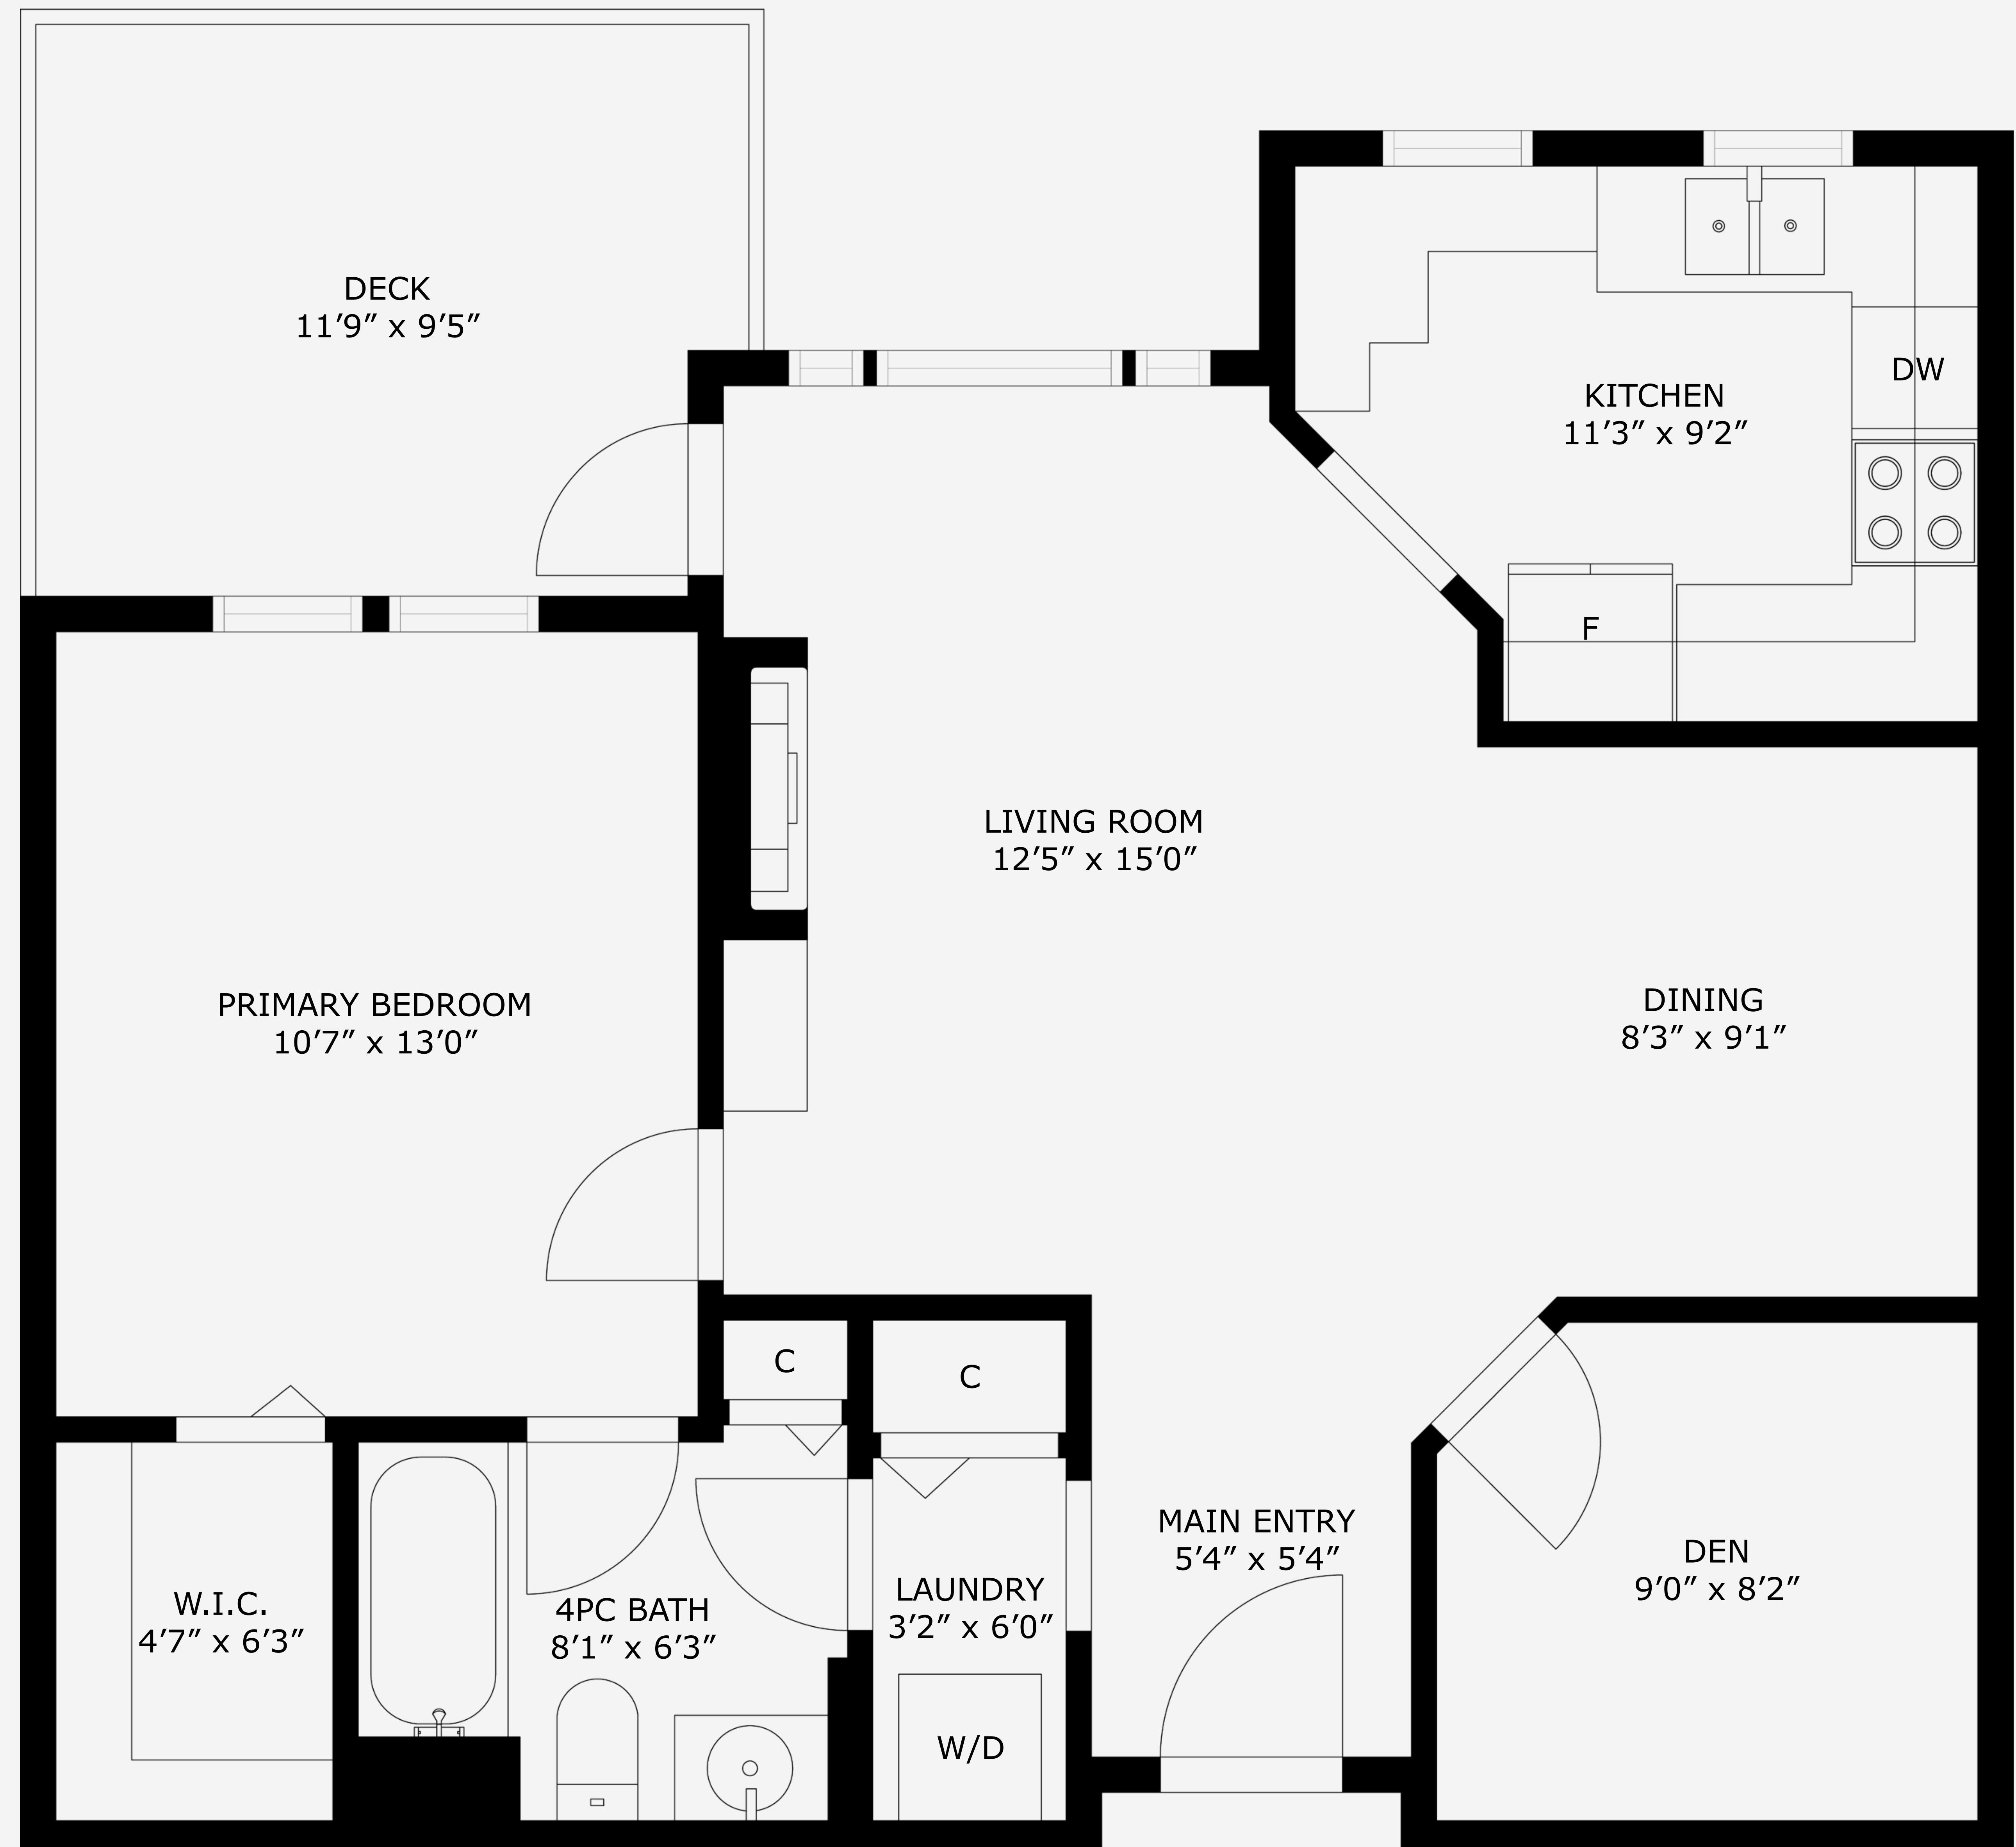 DECK
11′9″ x 9′5″
DW
KITCHEN
11′3″ x 9′2″
F
LIVING ROOM
12′5″ x 15′0″
PRIMARY BEDROOM
10′7″ x 13′0″
DINING
8′3″ x 9′1″
C
C
MAIN ENTRY
5′4″ x 5′4″
DEN
9′0″ x 8′2″
W.I.C.
4′7″ x 6′3″
4PC BATH
8′1″ x 6′3″
LAUNDRY
3′2″ x 6′0″
W/D